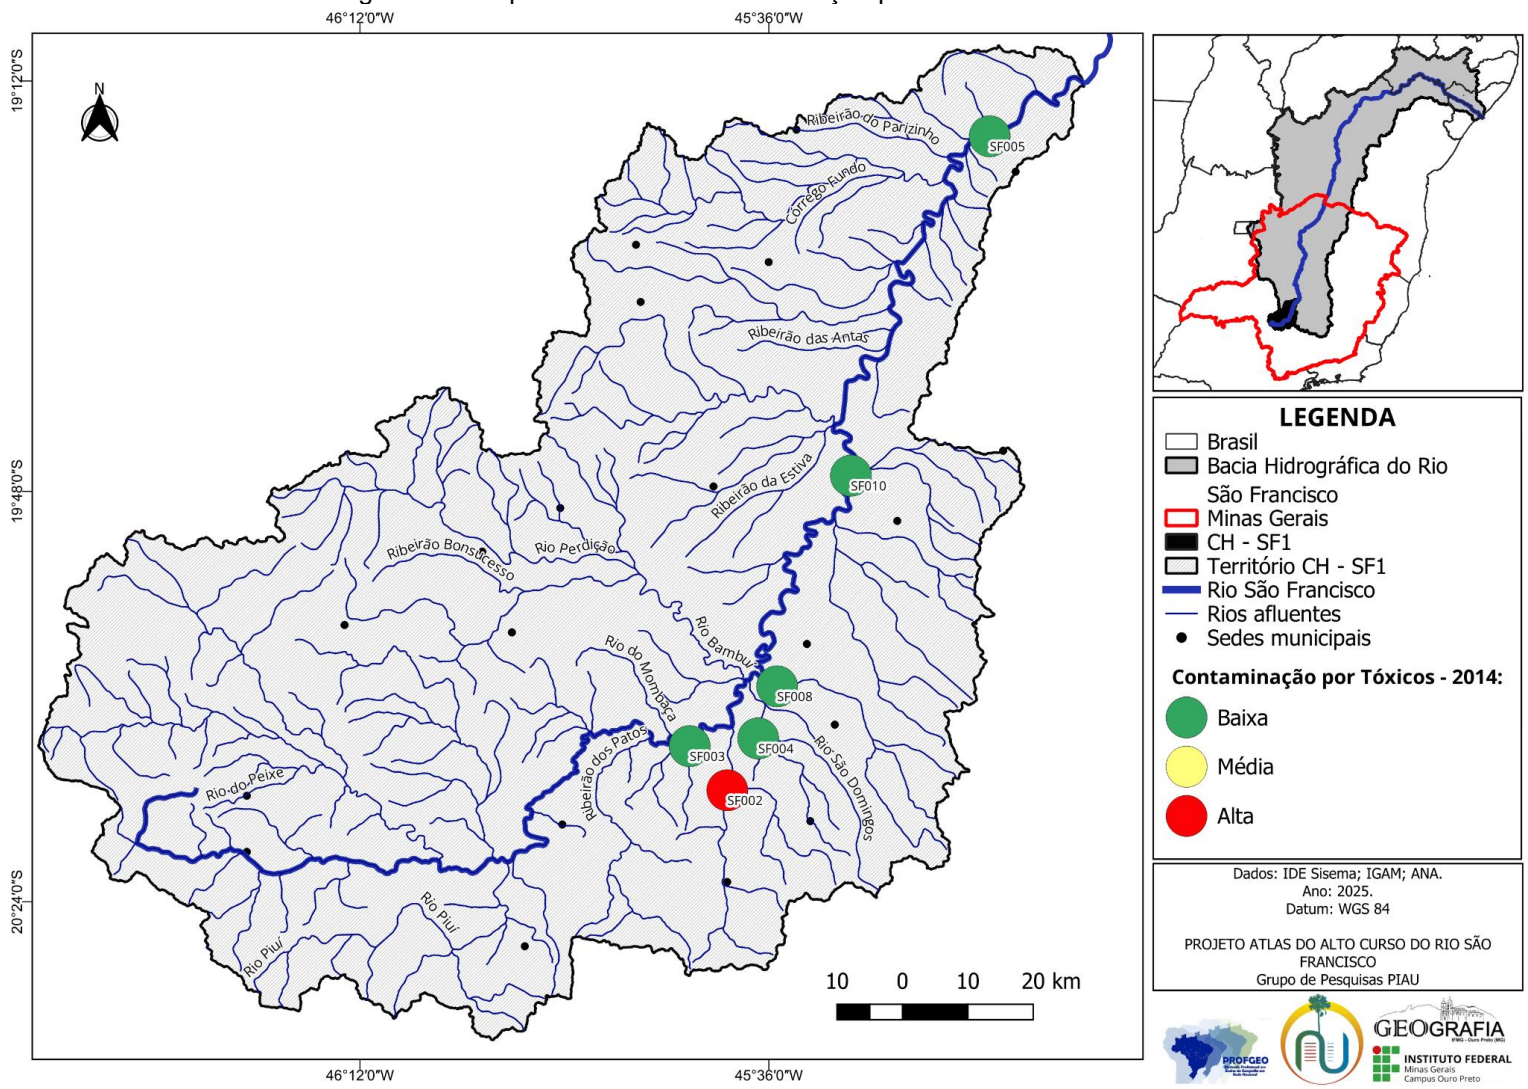 46°12'0"W
45°36'0"W
19°12'0"S
N
Ribeirão do Parizinho
SF005
Córrego Fundo
Ribeirão das Antas
19°48'0"S
SF010
Ribeirão da Estiva
Ribeirão Bonsucesso
Rio Perdição
Rio Bambuí
Rio do Mombaça
SF008
SF003
SF004
Ribeirão dos Patos
Rio São Domingos
Rio do Peixe
SF002
20°24'0"S
Rio Piuí
Rio Piuí
10 0 10 20 km
46°12'0"W
45°36'0"W
LEGENDA
Brasil
Bacia Hidrográfica do Rio
São Francisco
Minas Gerais
CH - SF1
Território CH - SF1
Rio São Francisco
Rios afluentes
Sedes municipais
Contaminação por Tóxicos - 2014:
Baixa
Média
Alta
Dados: IDE Sisema; IGAM; ANA.
Ano: 2025.
Datum: WGS 84
PROJETO ATLAS DO ALTO CURSO DO RIO SÃO
FRANCISCO
Grupo de Pesquisas PIAU
PROFGEO
GEOGRAFIA
IFMG - Ouro Preto (MG)
INSTITUTO FEDERAL
Minas Gerais
Campus Ouro Preto